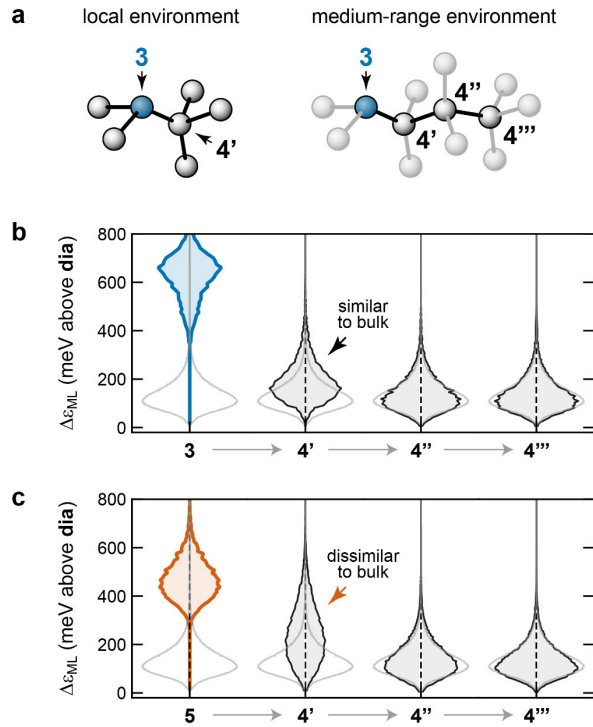 a
local environment
medium-range environment
3
4'
3
4'
4''
4'''
b
Δε_ML (meV above dia)
800
600
400
200
0
similar
to bulk
3 → 4' → 4'' → 4'''
c
Δε_ML (meV above dia)
800
600
400
200
0
dissimilar
to bulk
5 → 4' → 4'' → 4'''